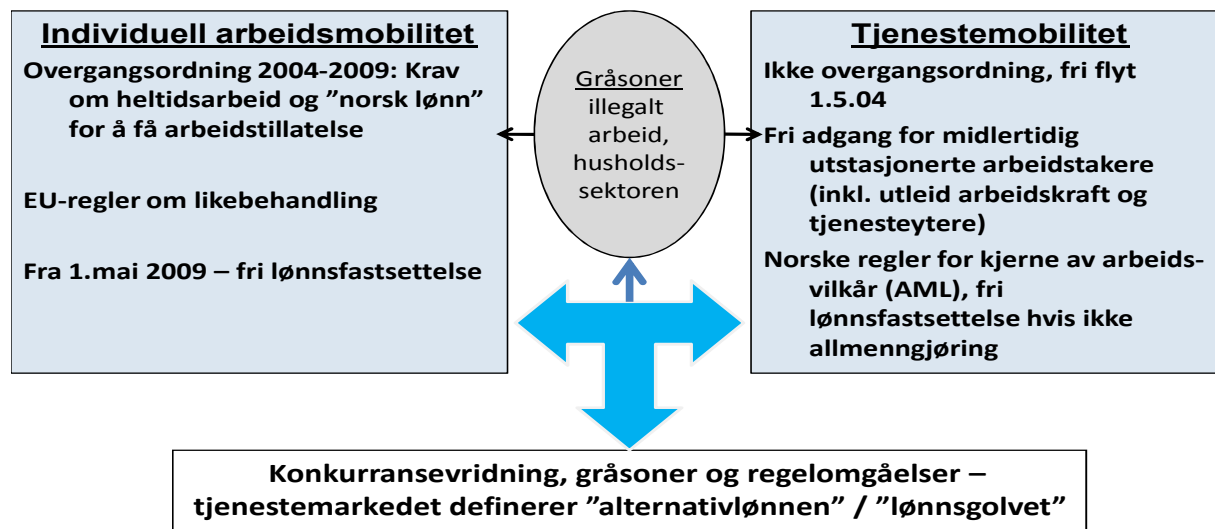 Individuell arbeidsmobilitet
Overgangsordning 2004-2009: Krav
om heltidsarbeid og ”norsk lønn”
for å få arbeidstillatelse
EU-regler om likebehandling
Fra 1.mai 2009 – fri lønnsfastsettelse
Gråsoner
illegalt
arbeid,
husholds-
sektoren
Tjenestemobilitet
Ikke overgangsordning, fri flyt
1.5.04
Fri adgang for midlertidig
utstasjonerte arbeidstakere
(inkl. utleid arbeidskraft og
tjenesteytere)
Norske regler for kjerne av arbeids-
vilkår (AML), fri
lønnsfastsettelse hvis ikke
allmenngjøring
Konkurransevridning, gråsoner og regelomgåelser –
tjenestemarkedet definerer ”alternativlønnen” / ”lønnsgolvet”